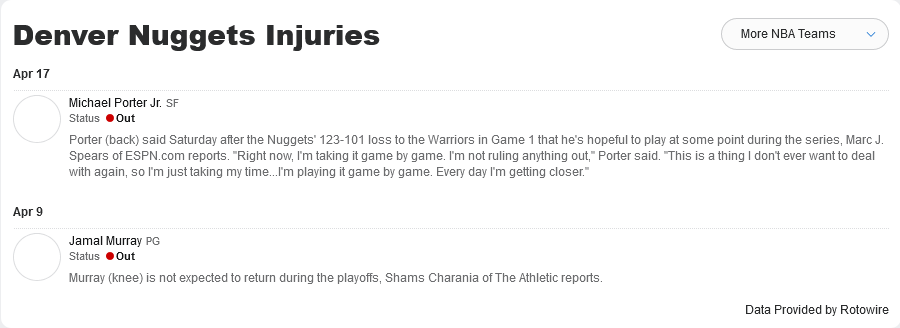 Denver Nuggets Injuries
More NBA Teams
Apr 17
Michael Porter Jr. SF
Status Out
Porter (back) said Saturday after the Nuggets' 123-101 loss to the Warriors in Game 1 that he's hopeful to play at some point during the series, Marc J.
Spears of ESPN.com reports. "Right now, I'm taking it game by game. I'm not ruling anything out," Porter said. "This is a thing I don't ever want to deal
with again, so I'm just taking my time...I'm playing it game by game. Every day I'm getting closer."
Apr 9
Jamal Murray PG
Status Out
Murray (knee) is not expected to return during the playoffs, Shams Charania of The Athletic reports.
Data Provided by Rotowire